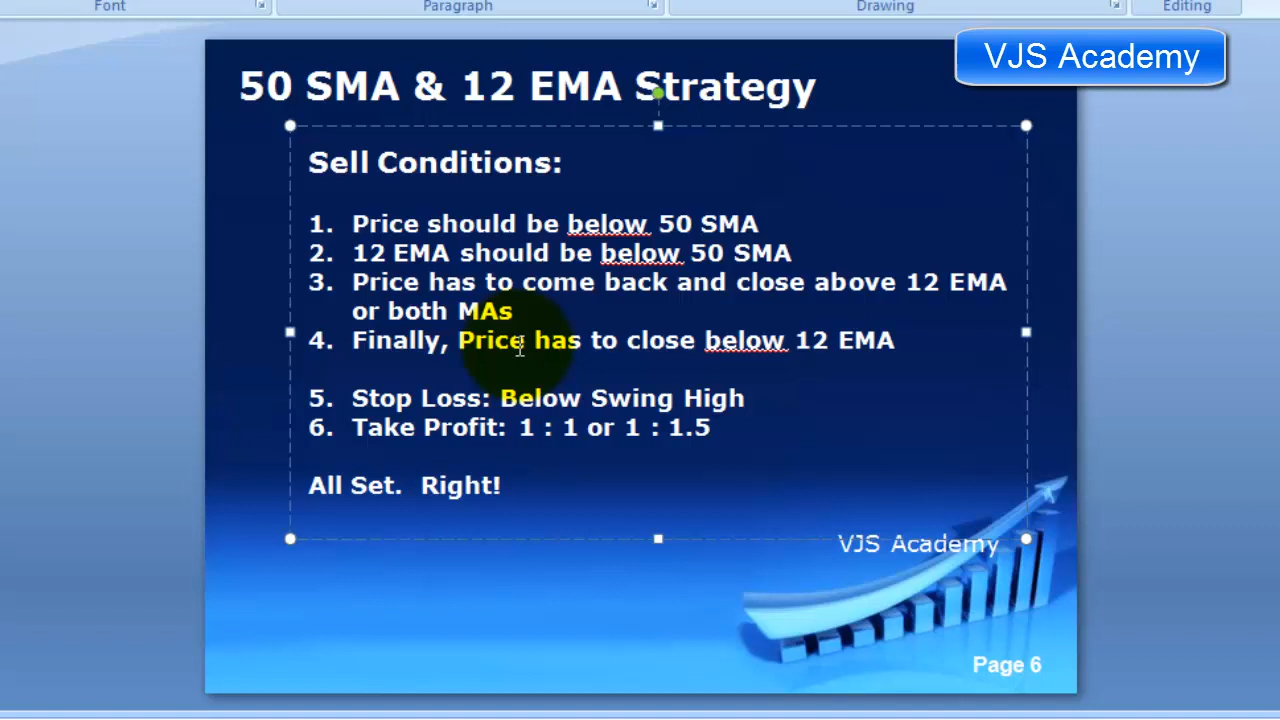 Font Paragraph Drawing Editing
VJS Academy
50 SMA & 12 EMA Strategy
Sell Conditions:
1. Price should be below 50 SMA
2. 12 EMA should be below 50 SMA
3. Price has to come back and close above 12 EMA
or both MAs
4. Finally, Price has to close below 12 EMA
5. Stop Loss: Below Swing High
6. Take Profit: 1 : 1 or 1 : 1.5
All Set. Right!
VJS Academy
Page 6